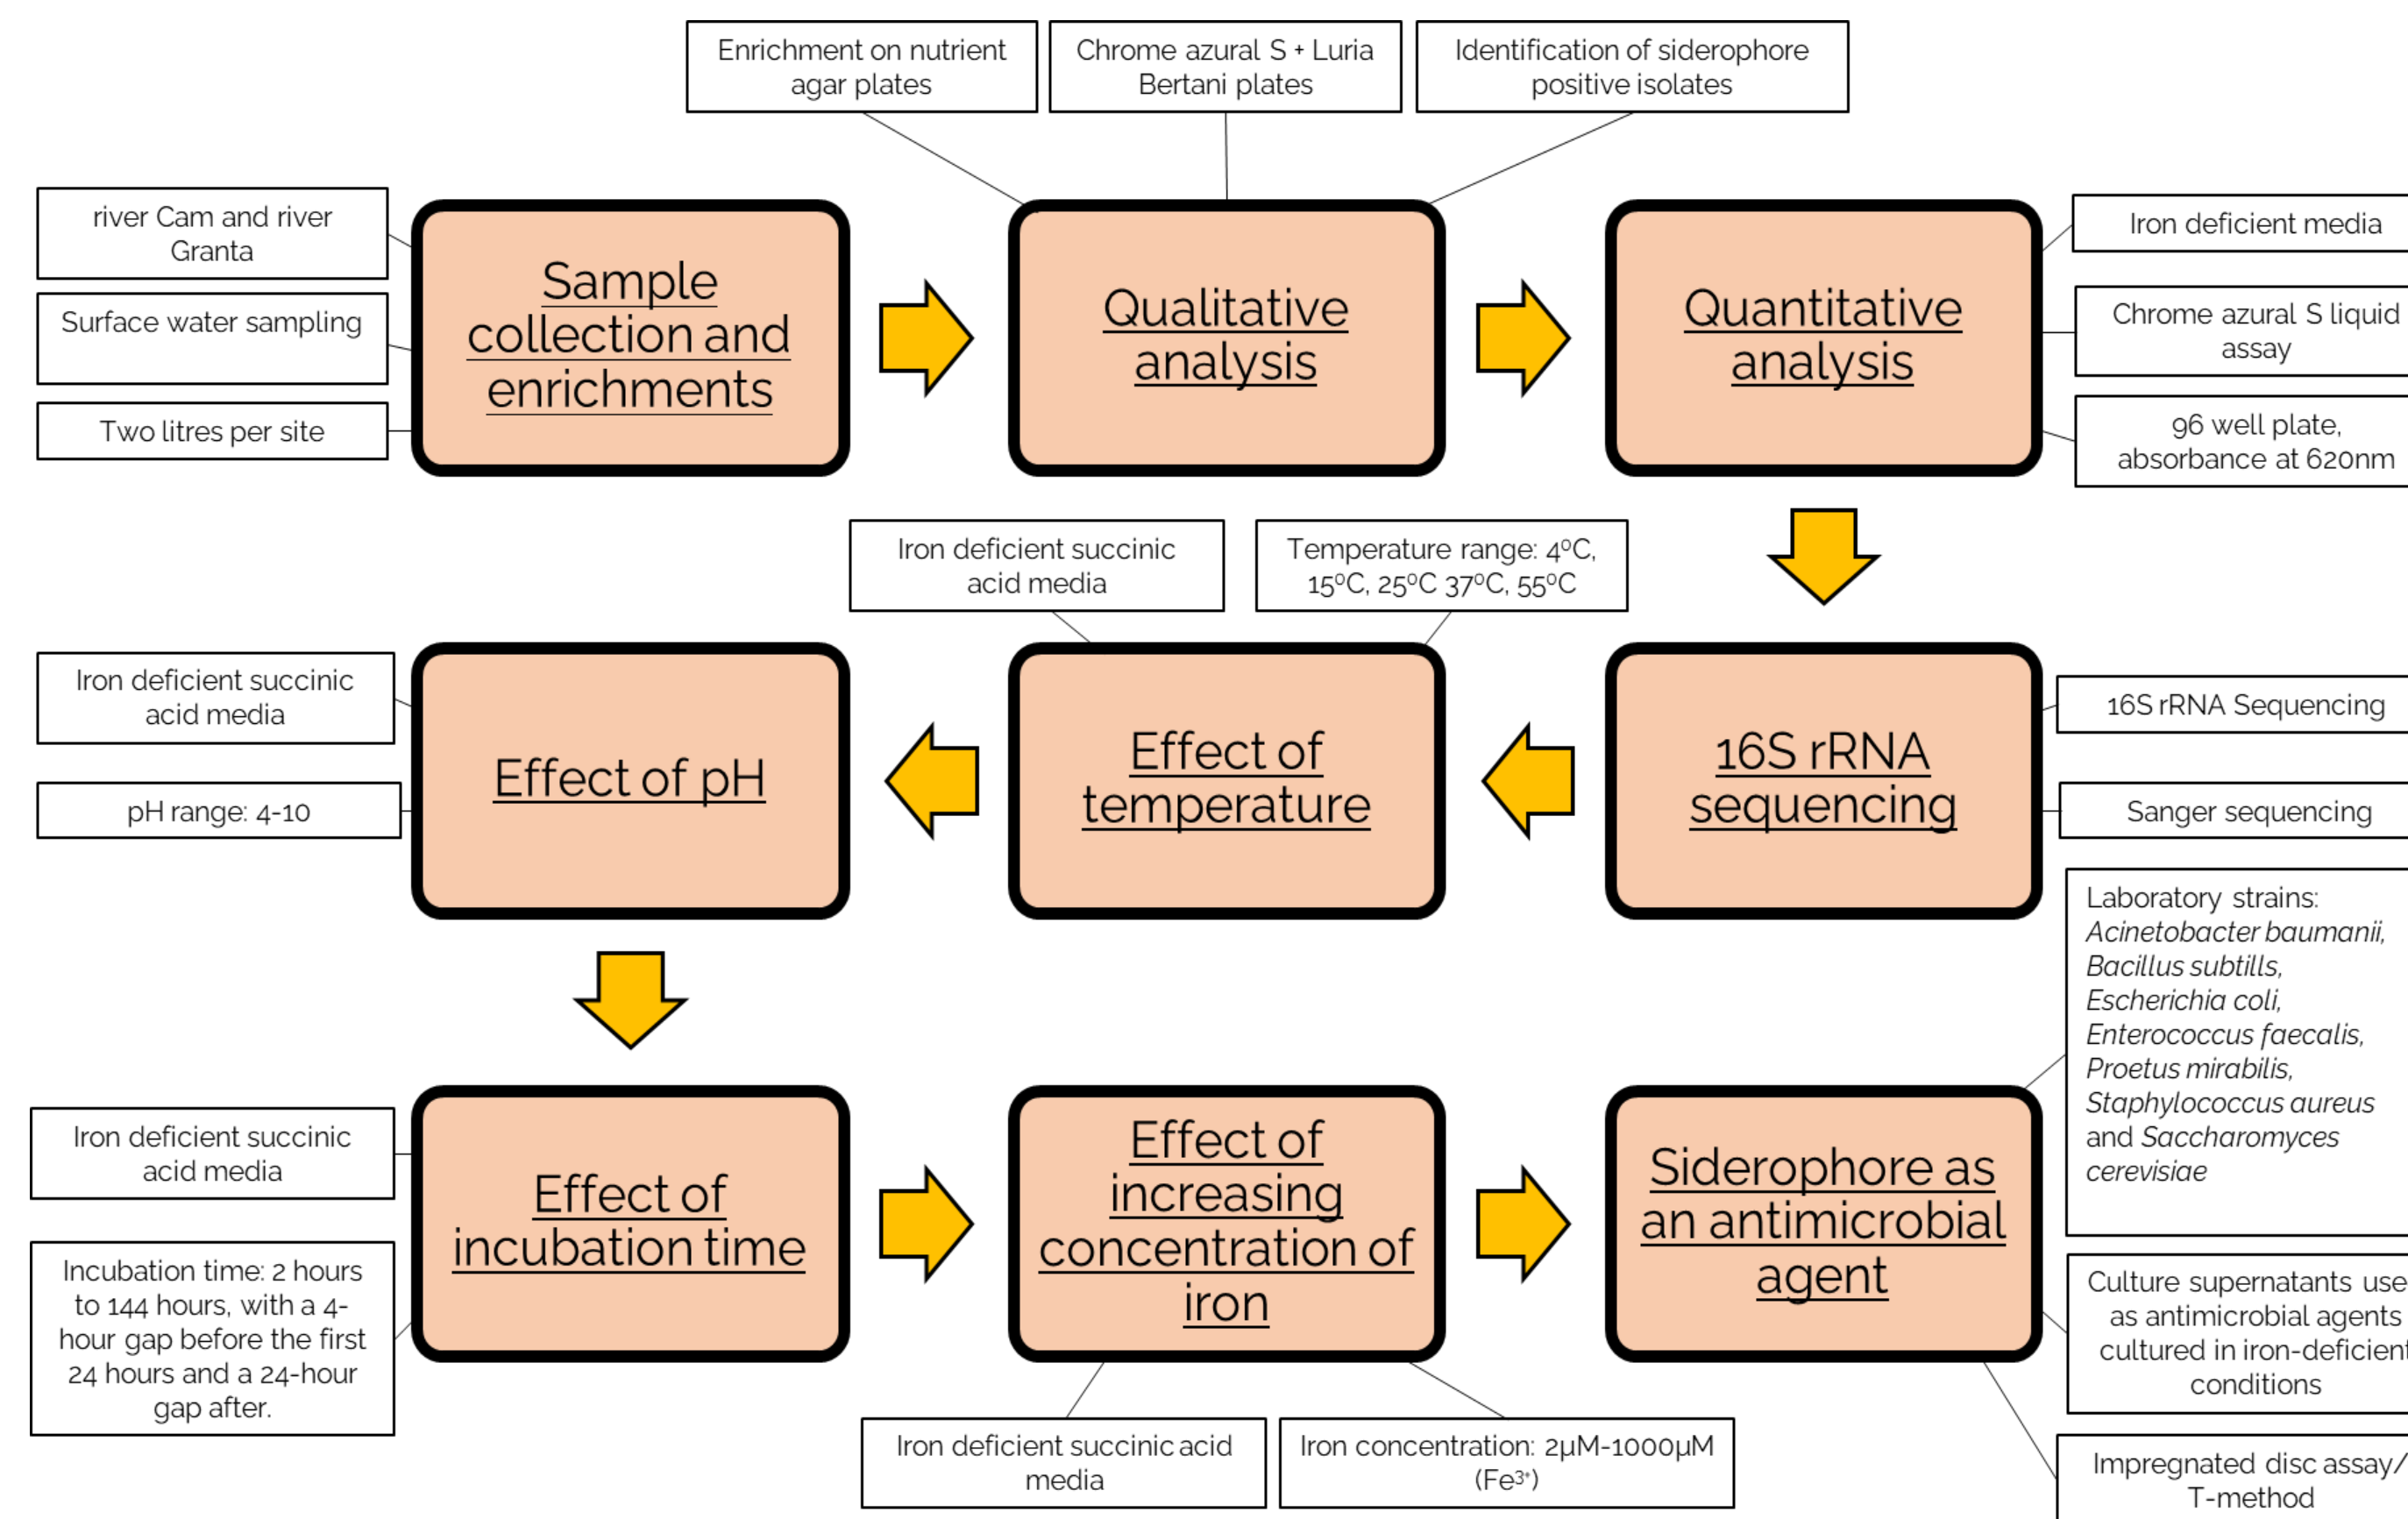 Enrichment on nutrient
agar plates
Chrome azural S + Luria
Bertani plates
Identification of siderophore
positive isolates
river Cam and river
Granta
Surface water sampling
Two litres per site
Sample
collection and
enrichments
Qualitative
analysis
Quantitative
analysis
Iron deficient media
Chrome azural S liquid
assay
96 well plate,
absorbance at 620nm
Iron deficient succinic
acid media
Temperature range: 4⁰C,
15⁰C, 25⁰C 37⁰C, 55⁰C
Iron deficient succinic
acid media
pH range: 4-10
Effect of pH
Effect of
temperature
16S rRNA
sequencing
16S rRNA Sequencing
Sanger sequencing
Laboratory strains:
Acinetobacter baumanii,
Bacillus subtills,
Escherichia coli,
Enterococcus faecalis,
Proetus mirabilis,
Staphylococcus aureus
and Saccharomyces
cerevisiae
Iron deficient succinic
acid media
Incubation time: 2 hours
to 144 hours, with a 4-
hour gap before the first
24 hours and a 24-hour
gap after.
Effect of
incubation time
Effect of
increasing
concentration of
iron
Siderophore as
an antimicrobial
agent
Culture supernatants use
as antimicrobial agents
cultured in iron-deficient
conditions
Iron deficient succinic acid
media
Iron concentration: 2µM-1000µM
(Fe³⁺)
Impregnated disc assay/
T-method